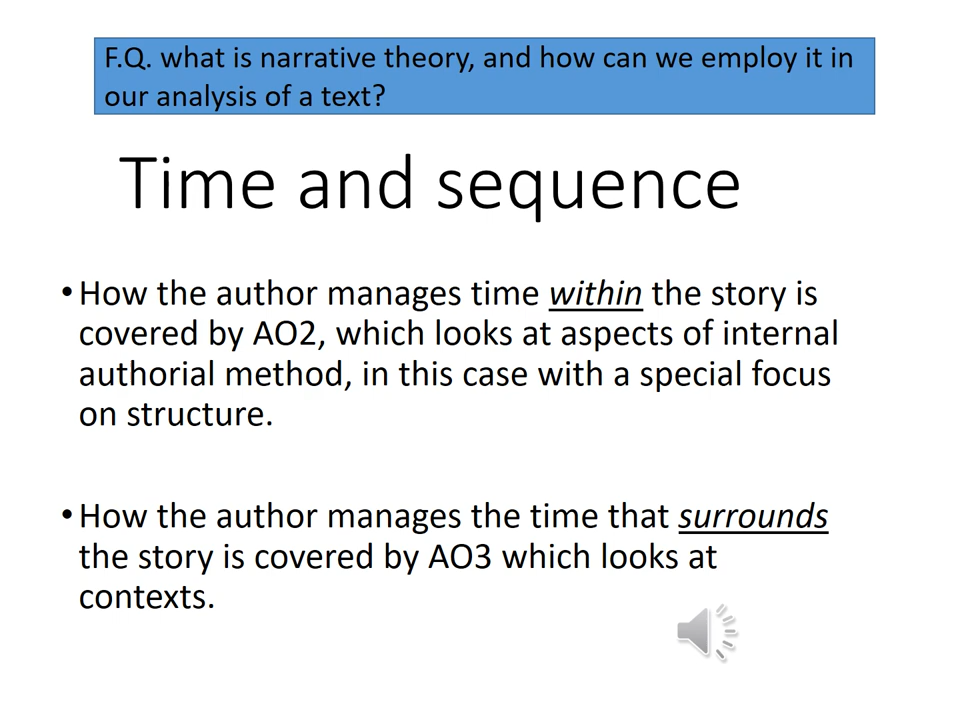 F.Q. what is narrative theory, and how can we employ it in
our analysis of a text?
Time and sequence
•How the author manages time within the story is
covered by AO2, which looks at aspects of internal
authorial method, in this case with a special focus
on structure.
•How the author manages the time that surrounds
the story is covered by AO3 which looks at
contexts.